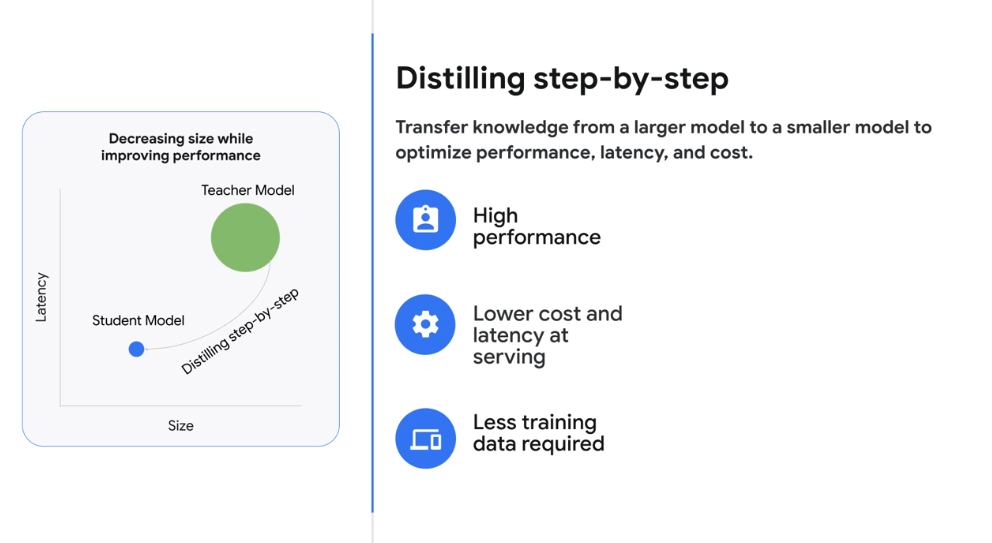 Decreasing size while
improving performance
Teacher Model
Student Model
Distilling step-by-step
Latency
Size
Distilling step-by-step
Transfer knowledge from a larger model to a smaller model to
optimize performance, latency, and cost.
High
performance
Lower cost and
latency at
serving
Less training
data required